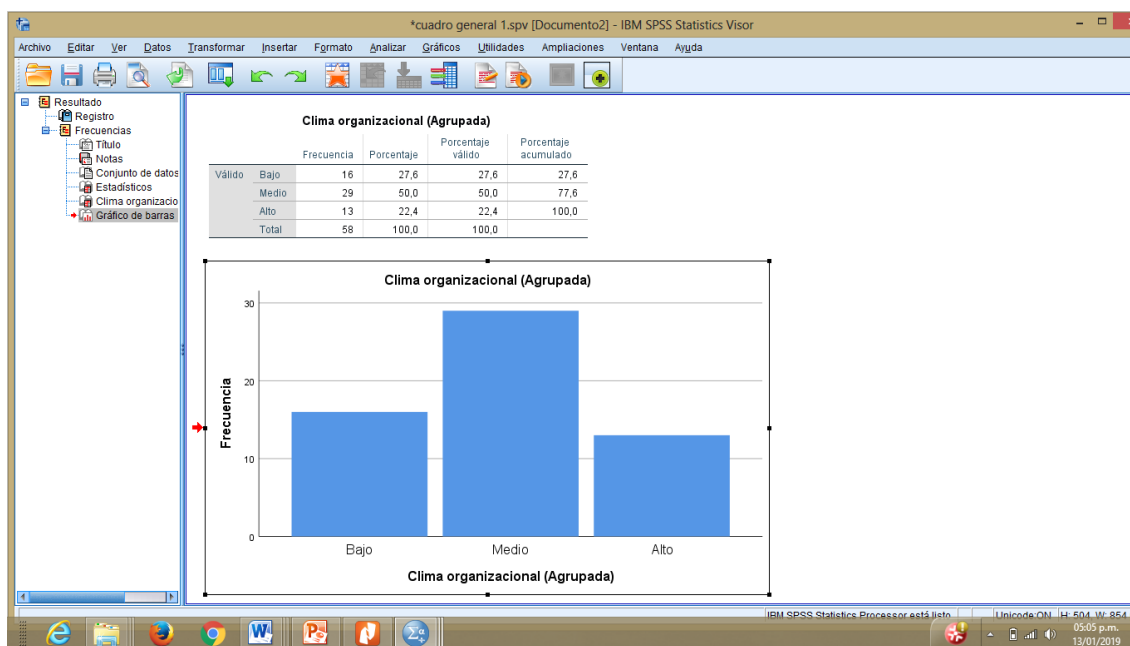 *cuadro general 1.spv [Documento2] - IBM SPSS Statistics Visor
Archivo Editar Ver Datos Transformar Insertar Formato Analizar Gráficos Utilidades Ampliaciones Ventana Ayuda
Resultado
Registro
Frecuencias
Título
Notas
Conjunto de datos
Estadísticos
Clima organizacio
Gráfico de barras
Clima organizacional (Agrupada)
Frecuencia Porcentaje Porcentaje válido Porcentaje acumulado
Válido Bajo 16 27,6 27,6 27,6
Medio 29 50,0 50,0 77,6
Alto 13 22,4 22,4 100,0
Total 58 100,0 100,0
Clima organizacional (Agrupada)
Frecuencia
30
20
10
0
Bajo Medio Alto
Clima organizacional (Agrupada)
IBM SPSS Statistics Processor está listo Unicode:ON H: 504, W: 854
05:05 p.m.
13/01/2019